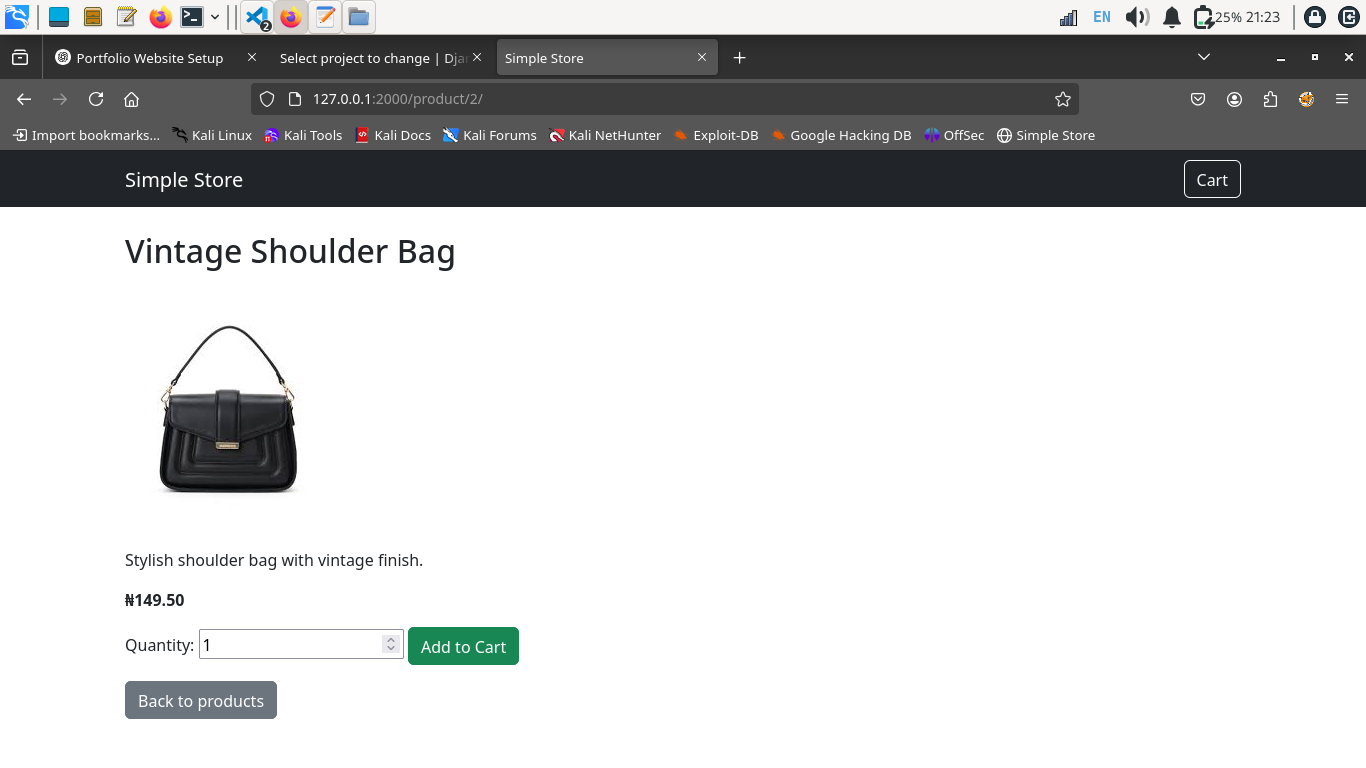 2
25% 21:23
EN
Portfolio Website Setup
Select project to change | Djan
Simple Store
127.0.0.1:2000/product/2/
Import bookmarks...
Kali Linux
Kali Tools
Kali Docs
Kali Forums
Kali NetHunter
Exploit-DB
Google Hacking DB
OffSec
Simple Store
Simple Store
Cart
Vintage Shoulder Bag
Stylish shoulder bag with vintage finish.
₦149.50
Quantity: 1
Add to Cart
Back to products